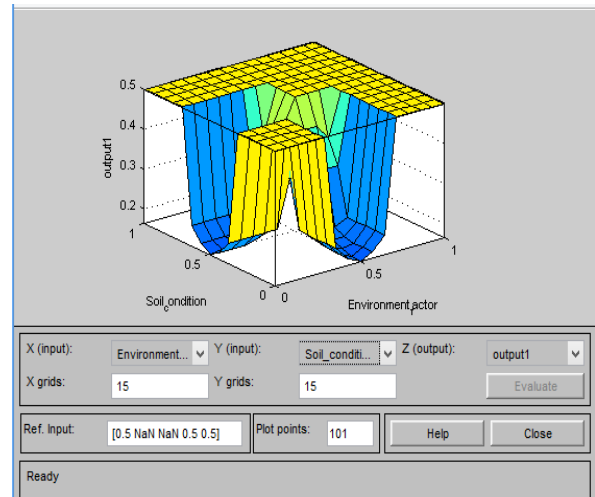 0.5
0.4
0.3
0.2
output1
1
0.5
0
0
0.5
1
Soil_condition
Environment_factor
X (input):
Environment...
Y (input):
Soil_conditi...
Z (output):
output1
X grids:
15
Y grids:
15
Evaluate
Ref. Input:
[0.5 NaN NaN 0.5 0.5]
Plot points:
101
Help
Close
Ready